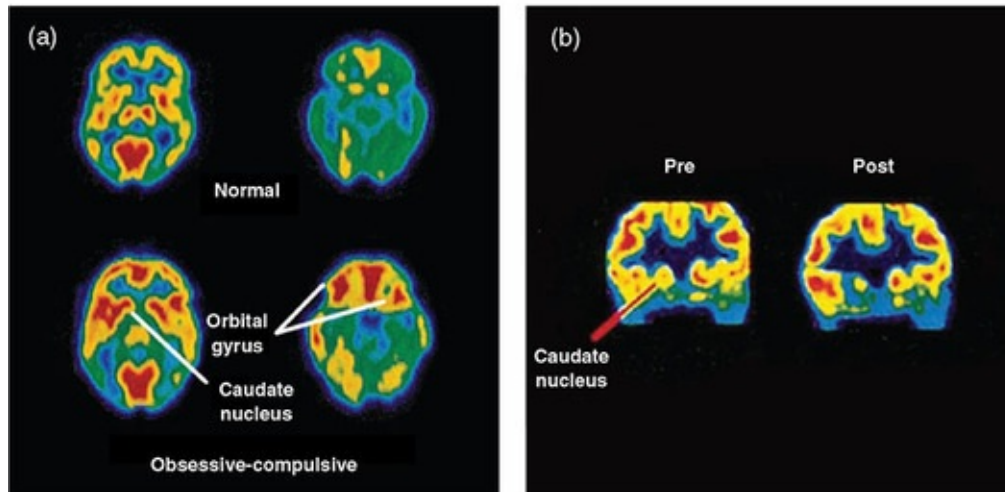 (a)
Normal
Orbital
gyrus
Caudate
nucleus
Obsessive-compulsive
(b)
Pre
Post
Caudate
nucleus